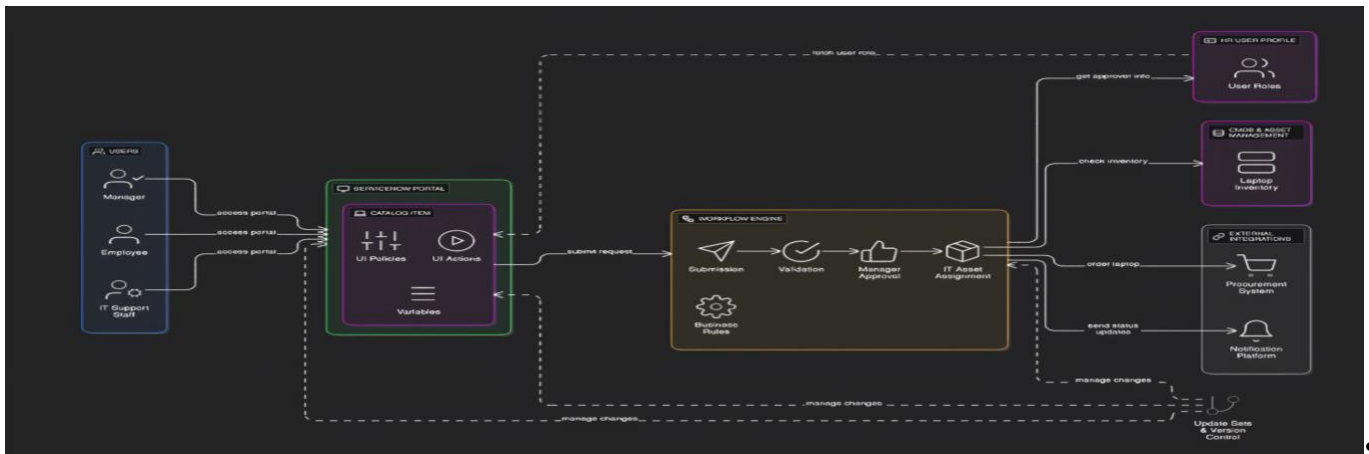 fetch user role
HR USER PROFILE
User Roles
get approver info
CMDB & ASSET
MANAGEMENT
Laptop
Inventory
check inventory
USERS
Manager
Employee
IT Support
Staff
access portal
access portal
access portal
SERVICENOW PORTAL
CATALOG ITEM
UI Policies
UI Actions
Variables
submit request
WORKFLOW ENGINE
Submission
Validation
Manager
Approval
IT Asset
Assignment
Business
Rules
EXTERNAL
INTEGRATIONS
order laptop
Procurement
System
send status
updates
Notification
Platform
manage changes
manage changes
manage changes
Update Sets
& Version
Control